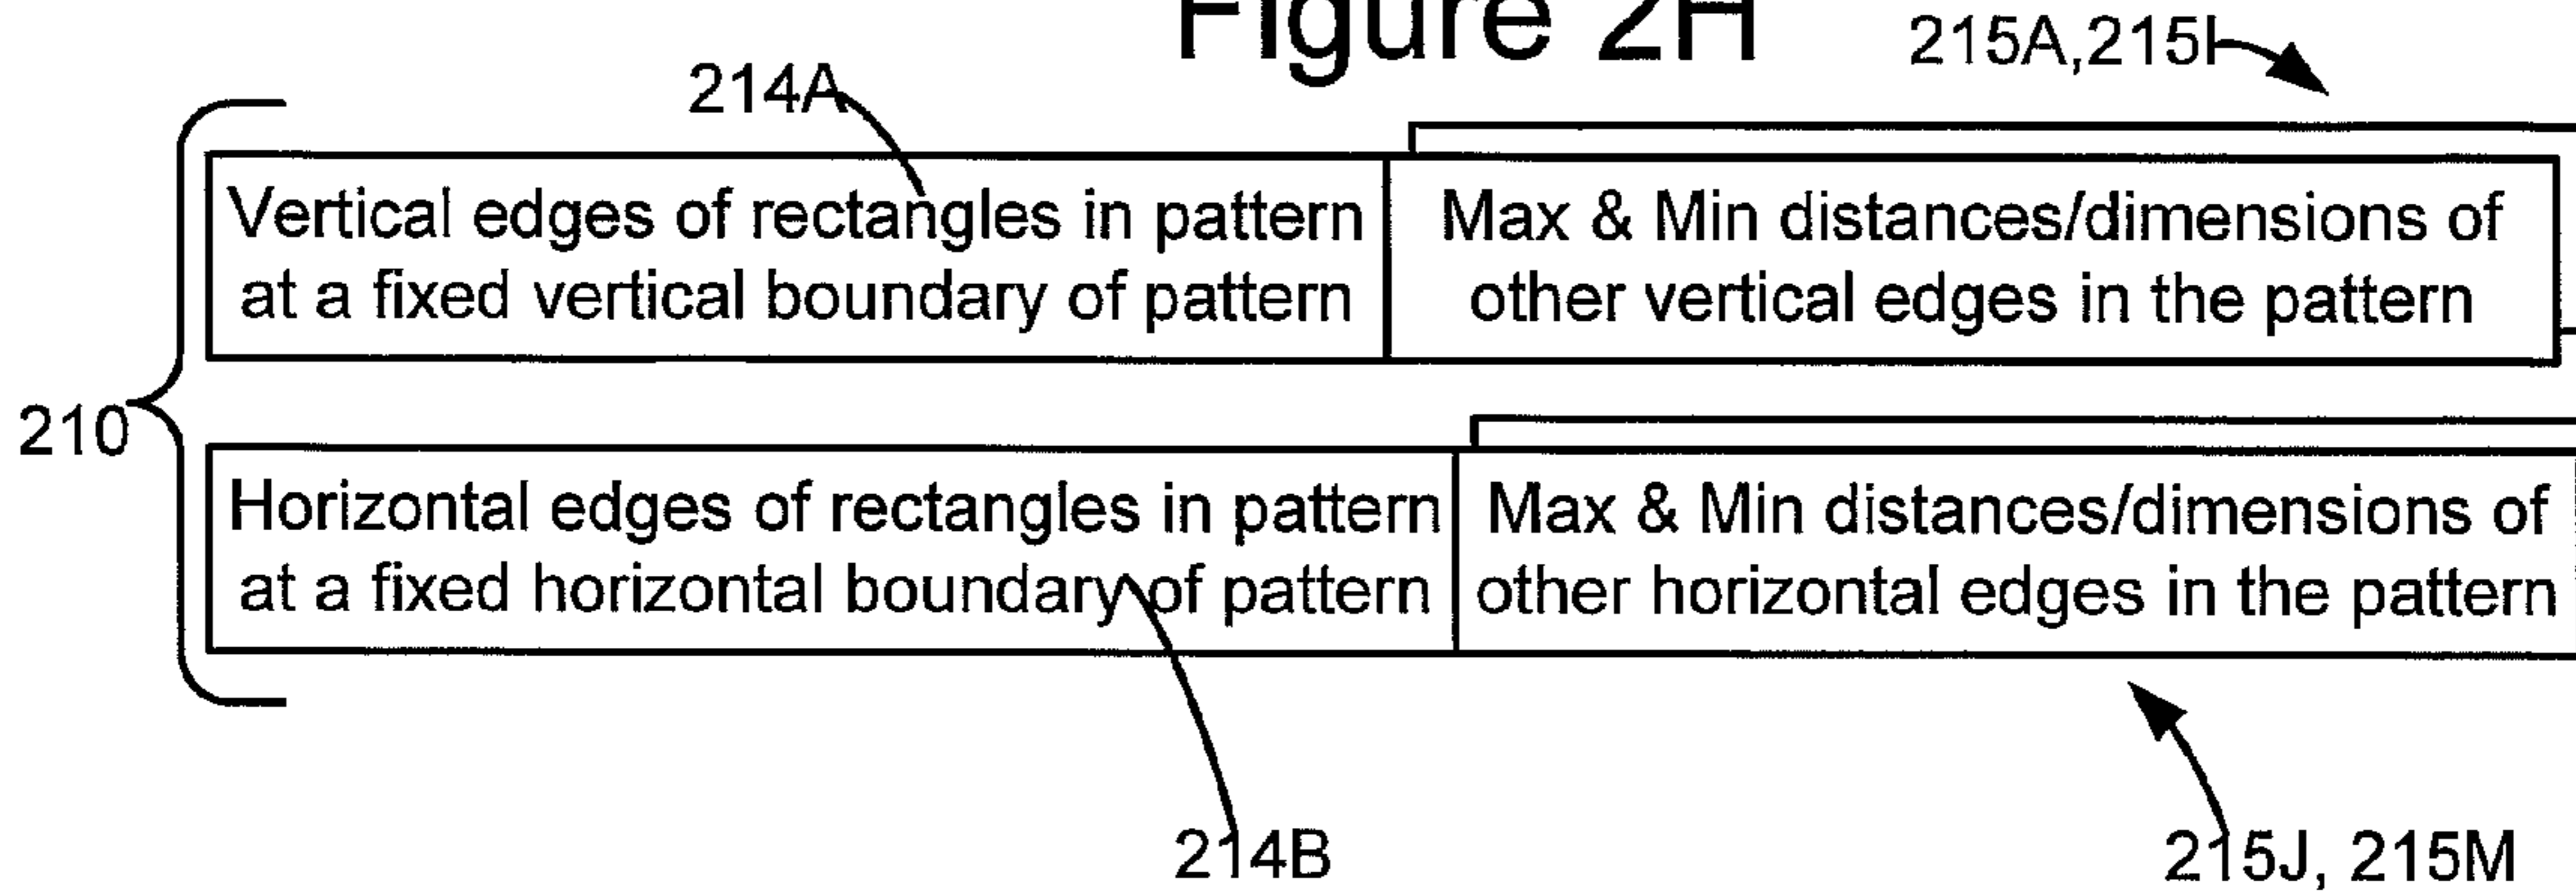 Figure 2H
215A,215I
214A
Vertical edges of rectangles in pattern
at a fixed vertical boundary of pattern
Max & Min distances/dimensions of
other vertical edges in the pattern
210
Horizontal edges of rectangles in pattern
at a fixed horizontal boundary of pattern
Max & Min distances/dimensions of
other horizontal edges in the pattern
214B
215J, 215M